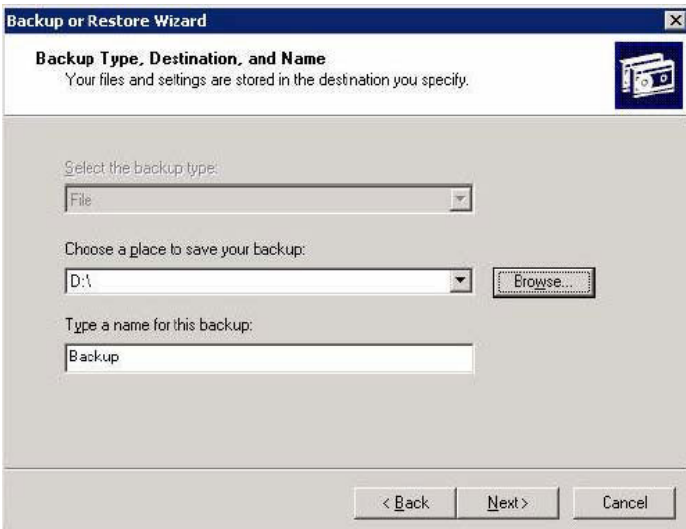 Backup or Restore Wizard
Backup Type, Destination, and Name
Your files and settings are stored in the destination you specify.
Select the backup type:
File
Choose a place to save your backup:
D:\
Browse...
Type a name for this backup:
Backup
< Back
Next >
Cancel